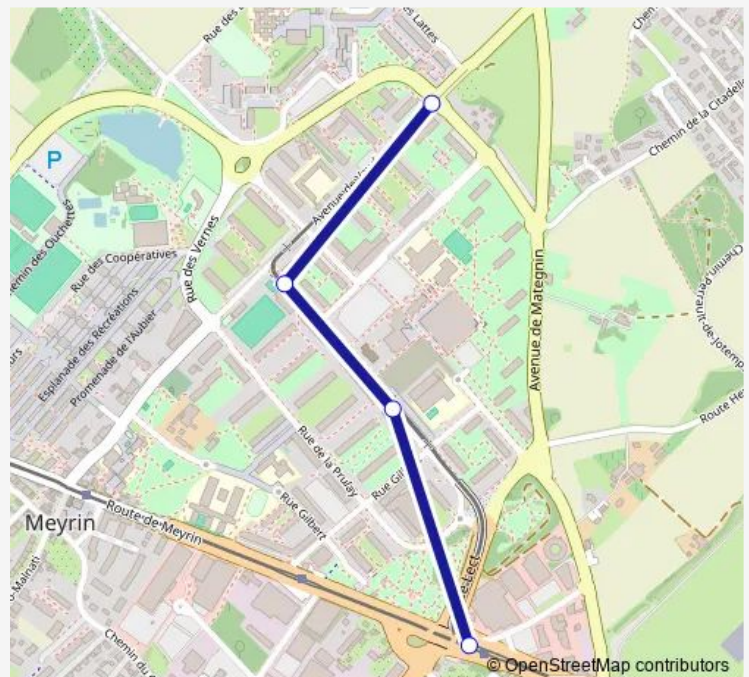 Rue des
Lattes
P
Avenue de
Chemin de la Citadelle
Chemin des Ouchettes
Rue des Coopératives
Rue des Vernes
Esplanade des Récréations
Promenade de l'Aubier
Avenue de Mategnin
Chemin-Perrault-de-Jotemp
Route He
Rue de la Prulay
Rue Gil
Rue Gilbert
Meyrin
Route-de-Meyrin
e-Lect
-Malnati
Chemin du
© OpenStreetMap contributors